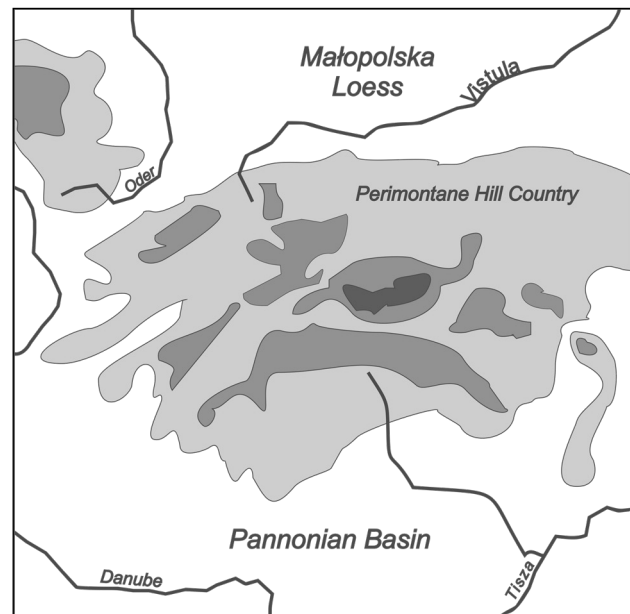 Małopolska
Loess
Vistula
Oder
Perimontane Hill Country
Pannonian Basin
Danube
Tisza